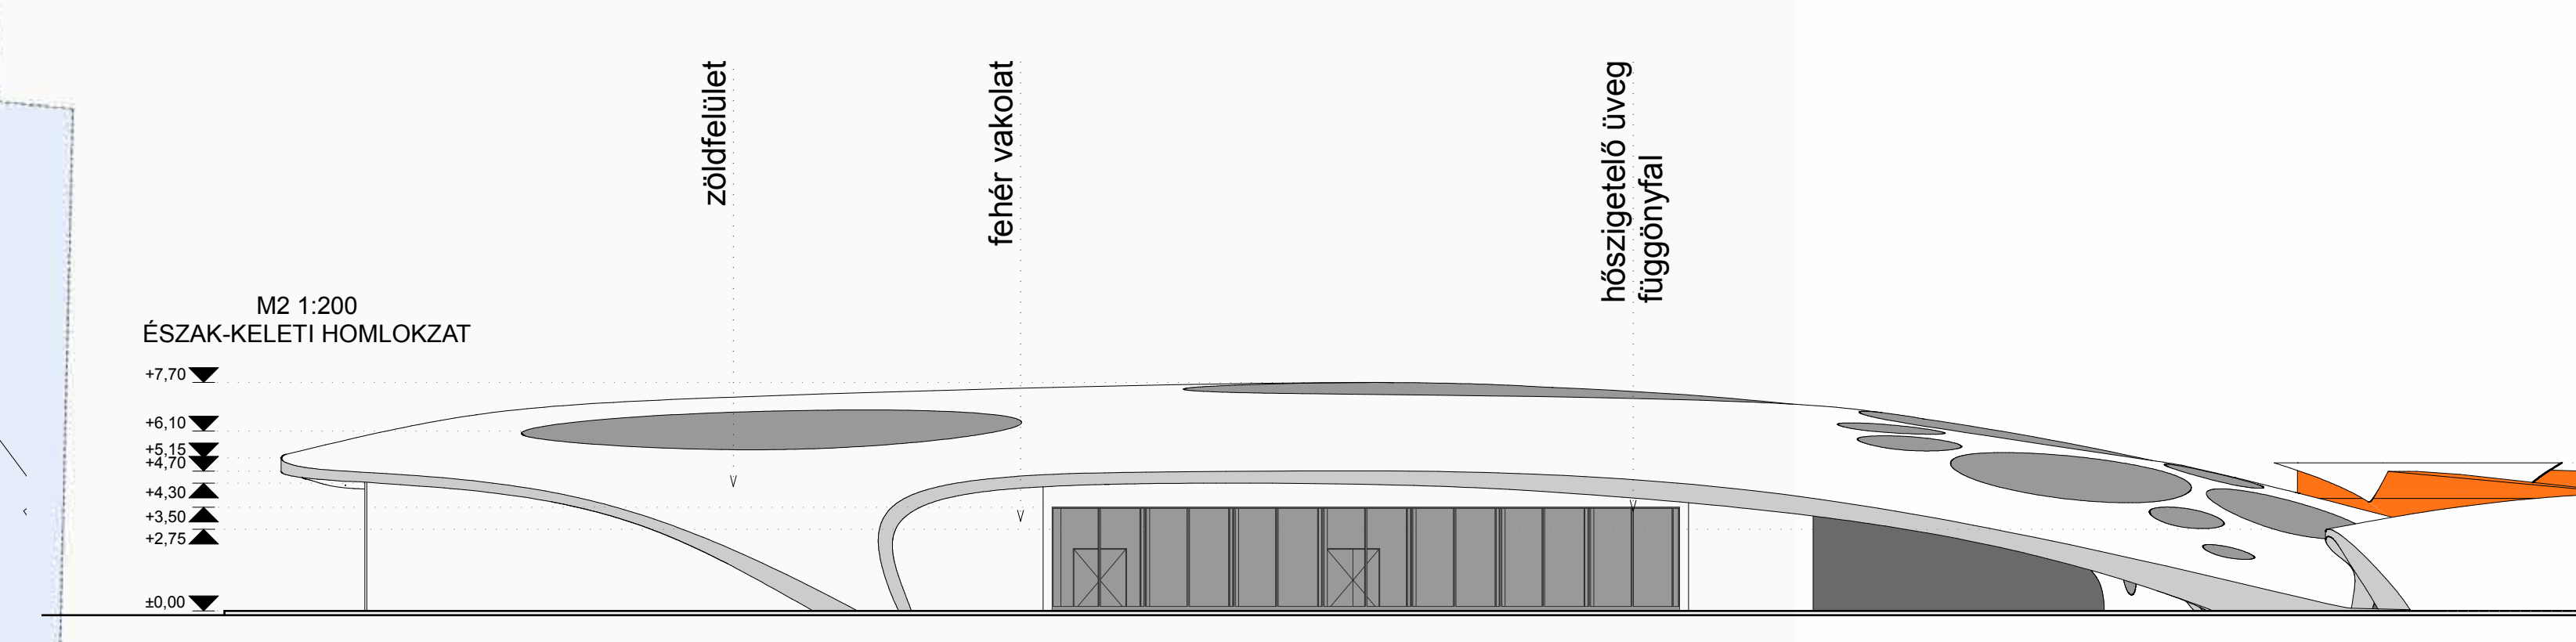 zöldfelület
fehér vakolat
hőszigetelő üveg
függönyfal
M2 1:200
ÉSZAK-KELETI HOMLOKZAT
+7,70
+6,10
+5,15
+4,70
+4,30
+3,50
+2,75
±0,00